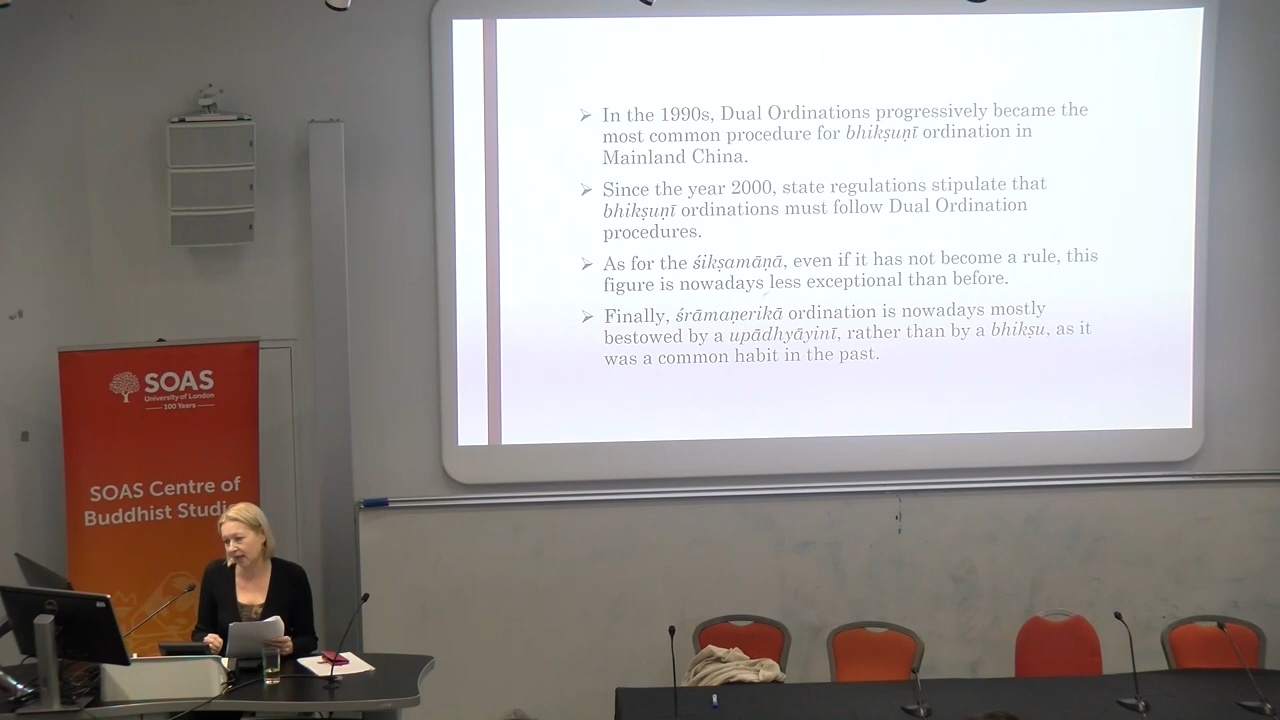 ➢ In the 1990s, Dual Ordinations progressively became the
most common procedure for bhikṣuṇī ordination in
Mainland China.
➢ Since the year 2000, state regulations stipulate that
bhikṣuṇī ordinations must follow Dual Ordination
procedures.
➢ As for the śikṣamāṇā, even if it has not become a rule, this
figure is nowadays less exceptional than before.
➢ Finally, śrāmaṇerikā ordination is nowadays mostly
bestowed by a upādhyāyinī, rather than by a bhikṣu, as it
was a common habit in the past.
SOAS
University of London
100 Years
SOAS Centre of
Buddhist Studi